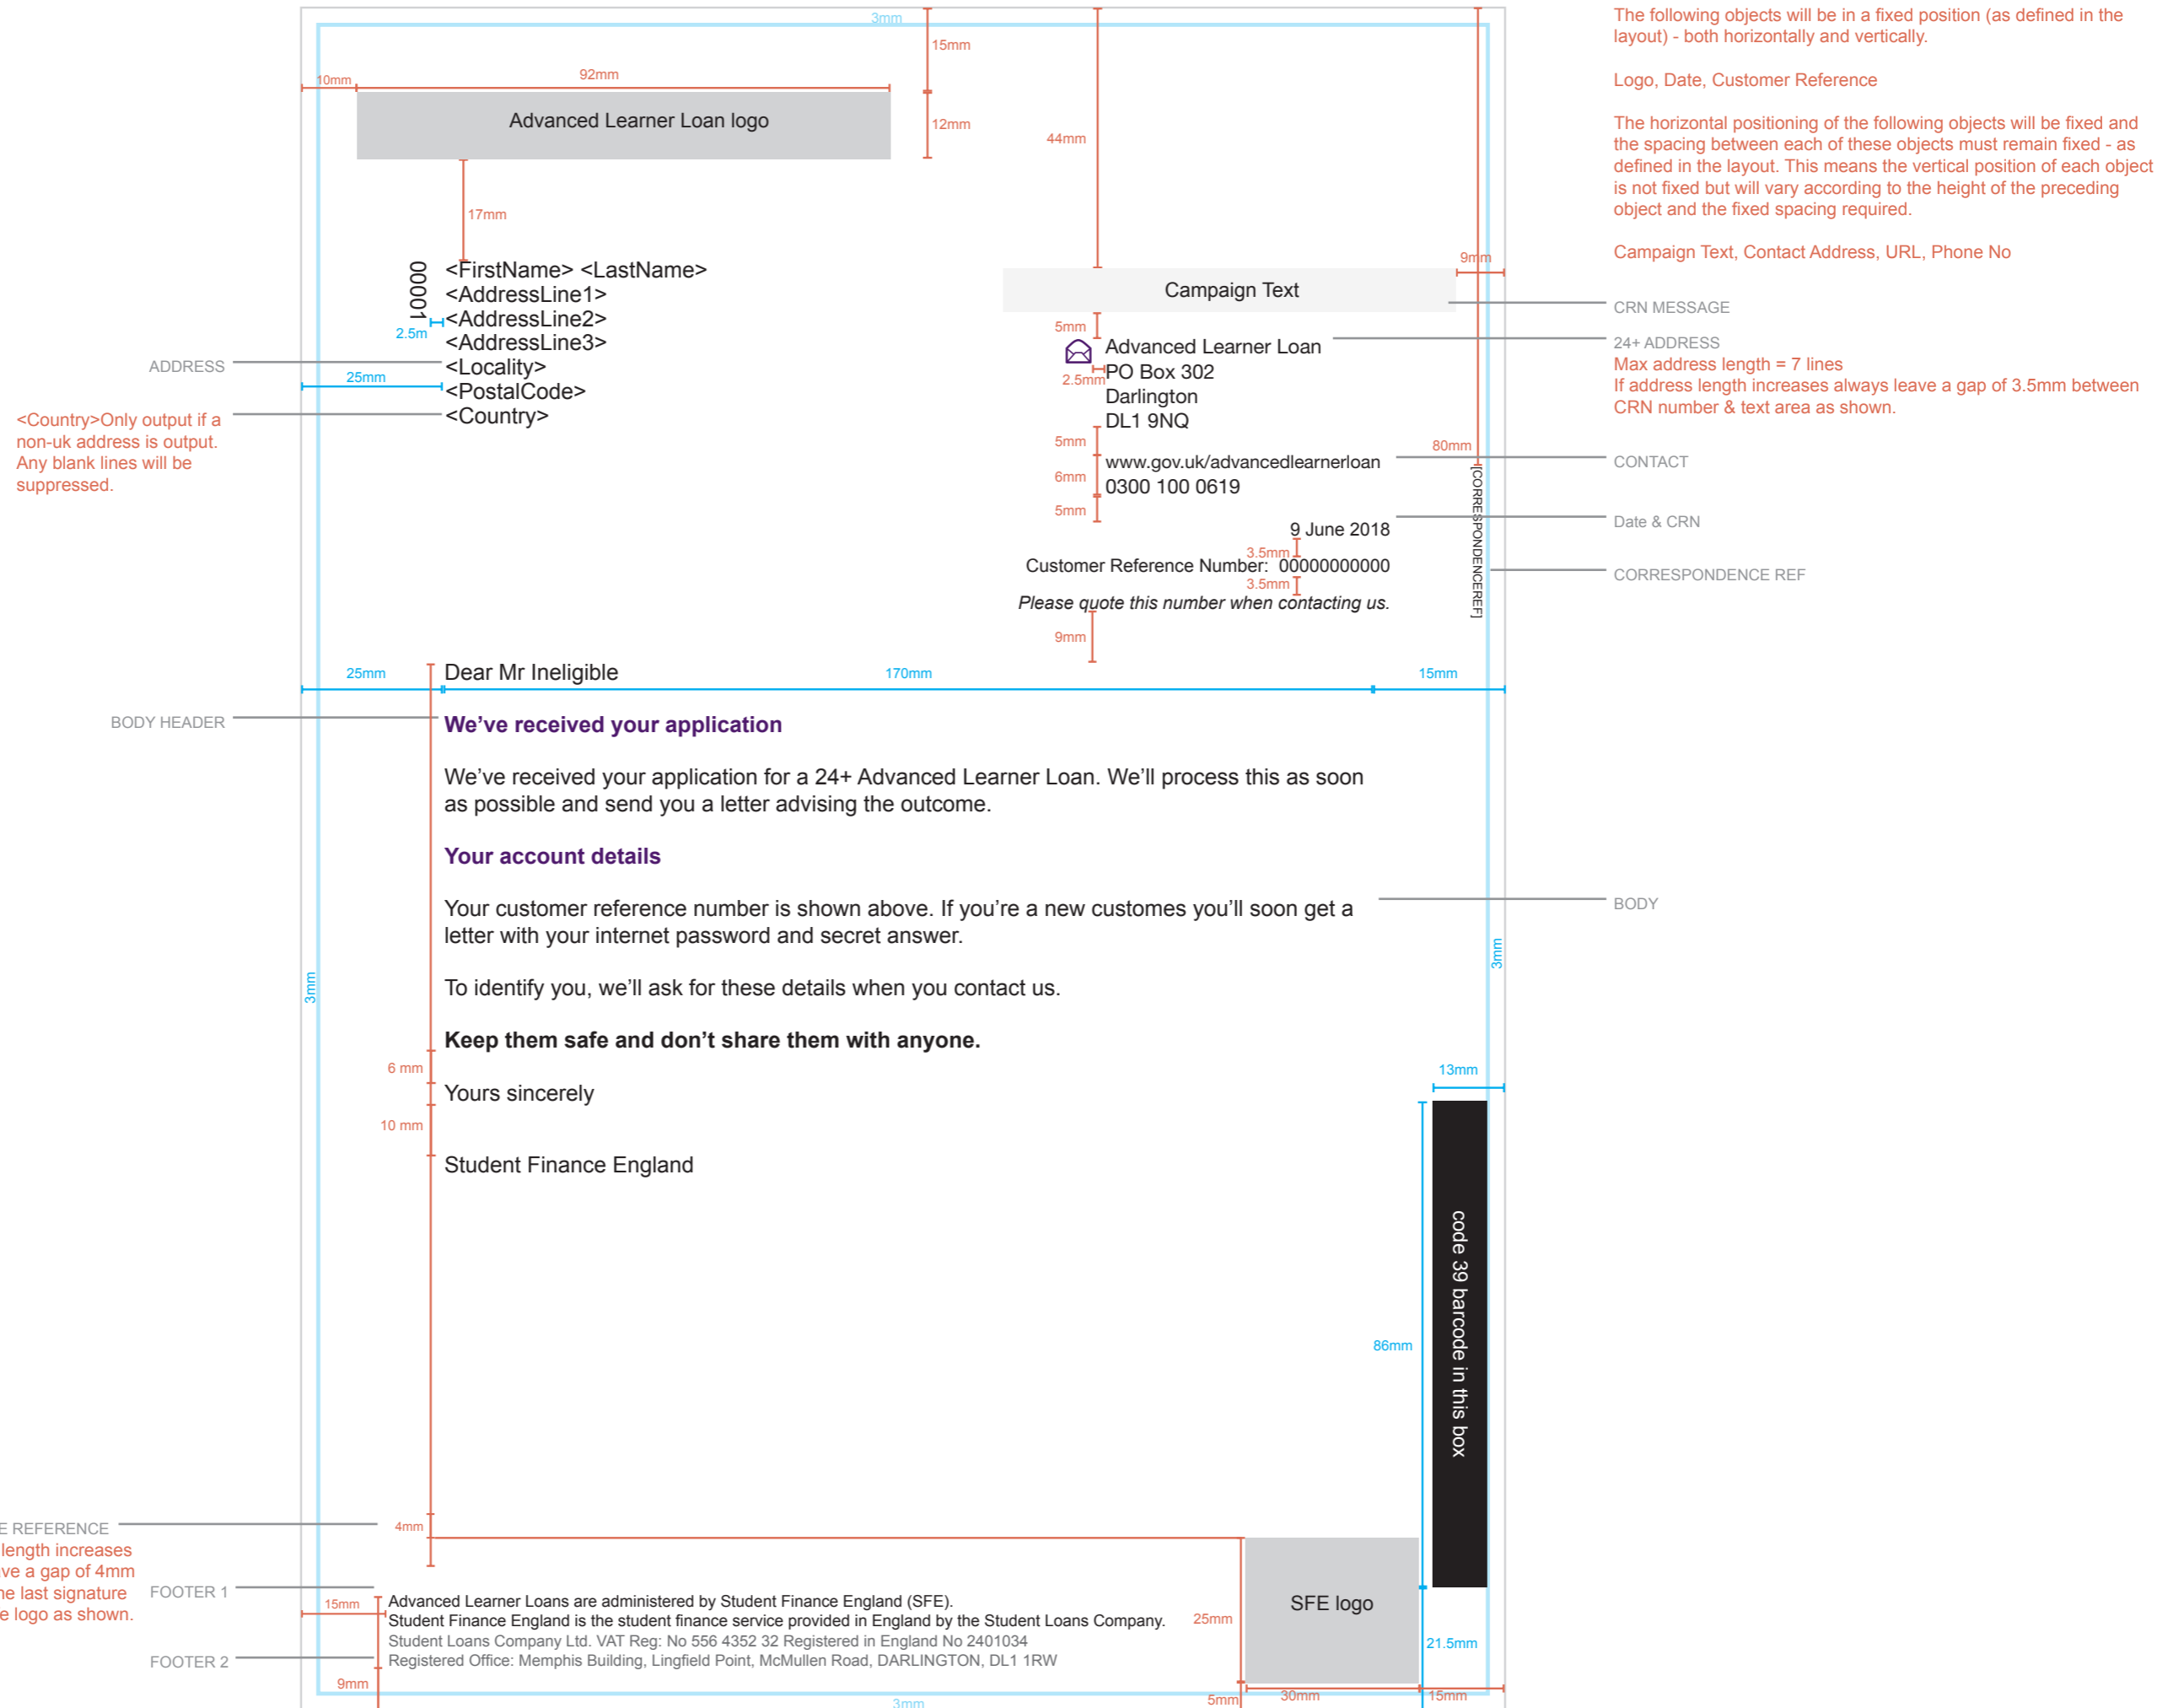 3mm
15mm
10mm
92mm
Advanced Learner Loan logo
12mm
44mm
17mm
The following objects will be in a fixed position (as defined in the
layout) - both horizontally and vertically.
Logo, Date, Customer Reference
The horizontal positioning of the following objects will be fixed and
the spacing between each of these objects must remain fixed - as
defined in the layout. This means the vertical position of each object
is not fixed but will vary according to the height of the preceding
object and the fixed spacing required.
Campaign Text, Contact Address, URL, Phone No
00001
<FirstName> <LastName>
<AddressLine1>
<AddressLine2>
<AddressLine3>
<Locality>
<PostalCode>
<Country>
2.5m
ADDRESS
25mm
<Country>Only output if a
non-uk address is output.
Any blank lines will be
suppressed.
9mm
Campaign Text
CRN MESSAGE
5mm
Advanced Learner Loan
PO Box 302
Darlington
DL1 9NQ
2.5mm
24+ ADDRESS
Max address length = 7 lines
If address length increases always leave a gap of 3.5mm between
CRN number & text area as shown.
5mm
80mm
www.gov.uk/advancedlearnerloan
0300 100 0619
6mm
CONTACT
5mm
[CORRESPONDENCEREF]
9 June 2018
Date & CRN
3.5mm
Customer Reference Number: 00000000000
CORRESPONDENCE REF
3.5mm
Please quote this number when contacting us.
9mm
Dear Mr Ineligible
25mm
170mm
15mm
BODY HEADER
We've received your application
We've received your application for a 24+ Advanced Learner Loan. We'll process this as soon
as possible and send you a letter advising the outcome.
Your account details
Your customer reference number is shown above. If you're a new customes you'll soon get a
letter with your internet password and secret answer.
BODY
3mm
3mm
To identify you, we'll ask for these details when you contact us.
Keep them safe and don't share them with anyone.
6 mm
13mm
Yours sincerely
10 mm
Student Finance England
code 39 barcode in this box
86mm
E REFERENCE
length increases
ve a gap of 4mm
he last signature
e logo as shown.
4mm
FOOTER 1
15mm
Advanced Learner Loans are administered by Student Finance England (SFE).
Student Finance England is the student finance service provided in England by the Student Loans Company.
Student Loans Company Ltd. VAT Reg: No 556 4352 32 Registered in England No 2401034
Registered Office: Memphis Building, Lingfield Point, McMullen Road, DARLINGTON, DL1 1RW
25mm
SFE logo
21.5mm
FOOTER 2
9mm
5mm
30mm
15mm
3mm